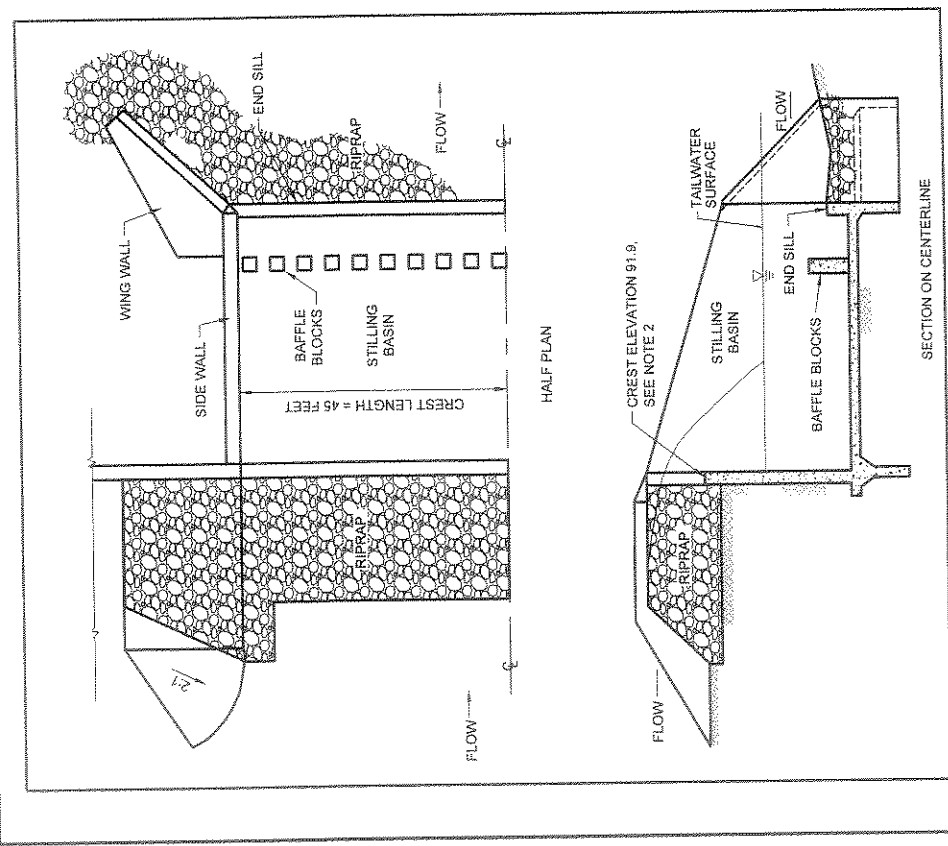 WING WALL
SIDE WALL
END SILL
RIPRAP
FLOW
BAFFLE
BLOCKS
STILLING
BASIN
CREST LENGTH = 45 FEET
RIPRAP
2:1
FLOW
HALF PLAN
CREST ELEVATION 91.9,
SEE NOTE 2
TAILWATER
SURFACE
FLOW
STILLING
BASIN
RIPRAP
FLOW
END SILL
BAFFLE BLOCKS
SECTION ON CENTERLINE